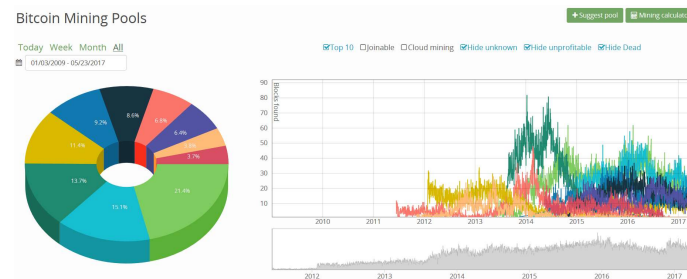 Bitcoin Mining Pools
+Suggest pool
Mining calculato
Today Week Month All
01/03/2009 - 05/23/2017
Top 10 Joinable Cloud mining Hide unknown Hide unprofitable Hide Dead
8.6%
6.8%
9.2%
6.4%
11.4%
3.7%
13.7%
21.4%
15.1%
Blocks found
90
80
70
60
50
40
30
20
10
2010 2011 2012 2013 2014 2015 2016 2017
2012 2013 2014 2015 2016 2017